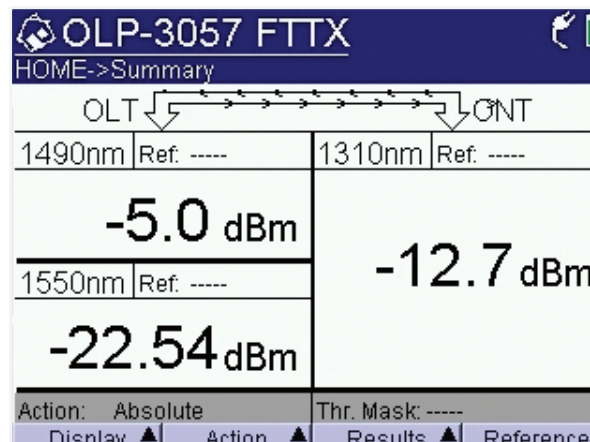 OLP-3057 FTTX
HOME->Summary
OLT ONT
1490nm Ref: -----
-5.0 dBm
1550nm Ref: -----
-22.54 dBm
1310nm Ref: -----
-12.7 dBm
Action: Absolute Thr. Mask: -----
Display Action Results Reference